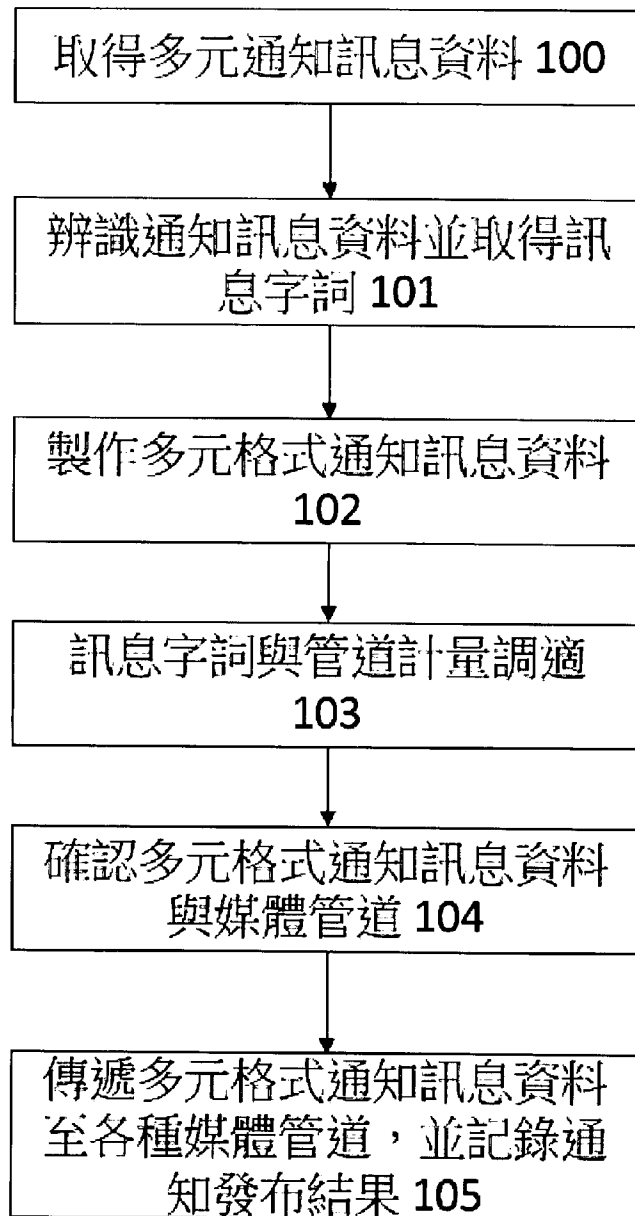 取得多元通知訊息資料 100
辨識通知訊息資料並取得訊
息字詞 101
製作多元格式通知訊息資料
102
訊息字詞與管道計量調適
103
確認多元格式通知訊息資料
與媒體管道 104
傳遞多元格式通知訊息資料
至各種媒體管道，並記錄通
知發布結果 105